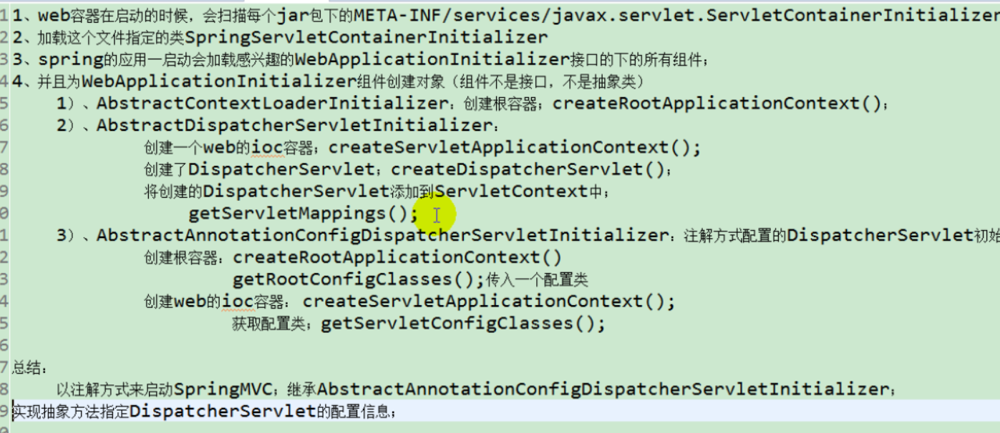 1 1、web容器在启动的时候，会扫描每个jar包下的META-INF/services/javax.servlet.ServletContainerInitializer
2 2、加载这个文件指定的类SpringServletContainerInitializer
3 3、spring的应用一启动会加载感兴趣的WebApplicationInitializer接口的下的所有组件；
4 4、并且为WebApplicationInitializer组件创建对象（组件不是接口，不是抽象类）
5 1）、AbstractContextLoaderInitializer：创建根容器；createRootApplicationContext()；
6 2）、AbstractDispatcherServletInitializer：
7 创建一个web的ioc容器；createServletApplicationContext();
8 创建了DispatcherServlet；createDispatcherServlet()；
9 将创建的DispatcherServlet添加到ServletContext中；
0 getServletMappings();
1 3）、AbstractAnnotationConfigDispatcherServletInitializer：注解方式配置的DispatcherServlet初始
2 创建根容器：createRootApplicationContext()
3 getRootConfigClasses();传入一个配置类
4 创建web的ioc容器： createServletApplicationContext();
5 获取配置类；getServletConfigClasses();
6
7 总结：
8 以注解方式来启动SpringMVC；继承AbstractAnnotationConfigDispatcherServletInitializer；
9 实现抽象方法指定DispatcherServlet的配置信息；